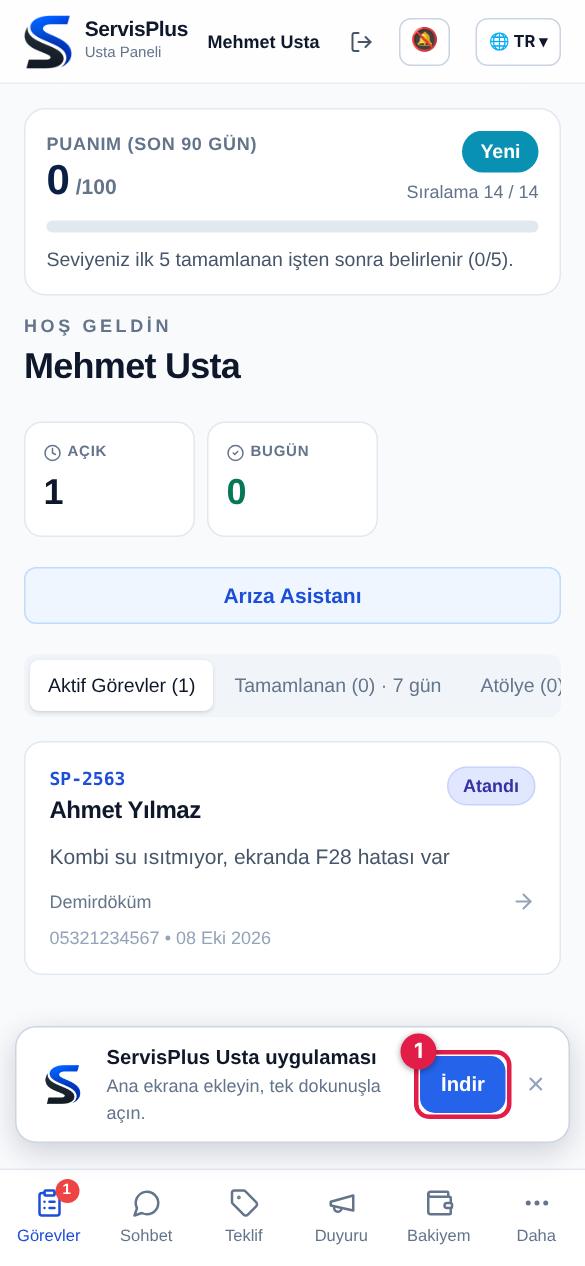 ServisPlus
Usta Paneli
Mehmet Usta
🌐 TR ▾
PUANIM (SON 90 GÜN)
0 /100
Yeni
Sıralama 14 / 14
Seviyeniz ilk 5 tamamlanan işten sonra belirlenir (0/5).
HOŞ GELDİN
Mehmet Usta
AÇIK
1
BUGÜN
0
Arıza Asistanı
Aktif Görevler (1)
Tamamlanan (0) · 7 gün
Atölye (0)
SP-2563
Atandı
Ahmet Yılmaz
Kombi su ısıtmıyor, ekranda F28 hatası var
Demirdöküm
05321234567 • 08 Eki 2026
ServisPlus Usta uygulaması
Ana ekrana ekleyin, tek dokunuşla
açın.
1
İndir
1
Görevler
Sohbet
Teklif
Duyuru
Bakiyem
Daha